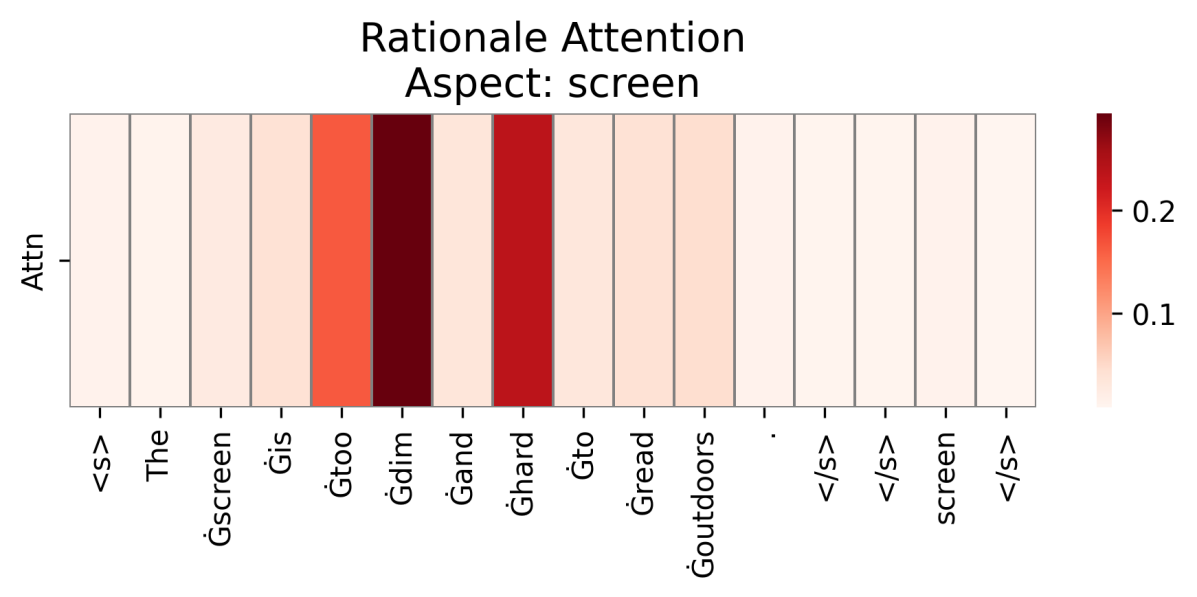 Rationale Attention
Aspect: screen
Attn
<s>
The
Ġscreen
Ġis
Ġtoo
Ġdim
Ġand
Ġhard
Ġto
Ġread
Ġoutdoors
.
</s>
</s>
screen
</s>
0.2
0.1